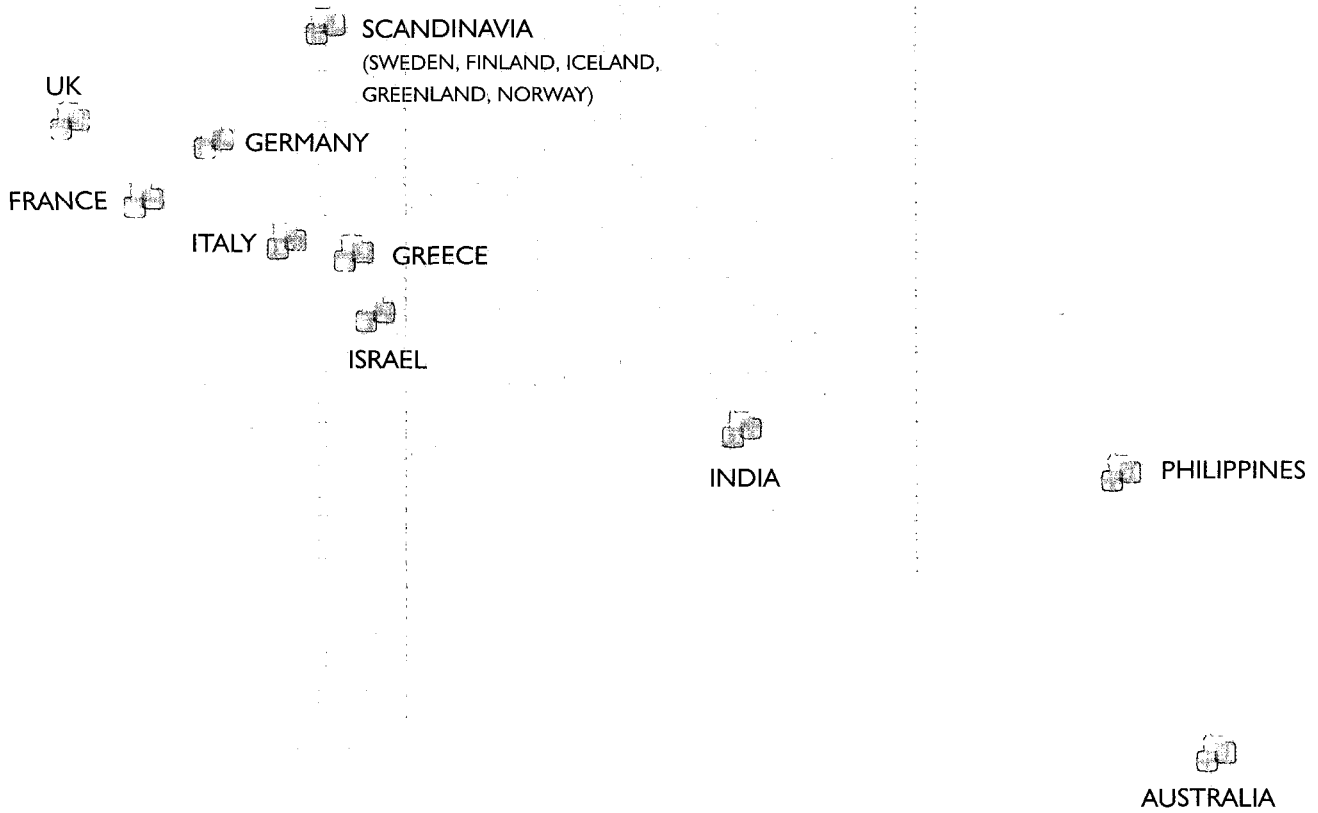 SCANDINAVIA
(SWEDEN, FINLAND, ICELAND,
GREENLAND, NORWAY)
UK
GERMANY
FRANCE
ITALY
GREECE
ISRAEL
INDIA
PHILIPPINES
AUSTRALIA